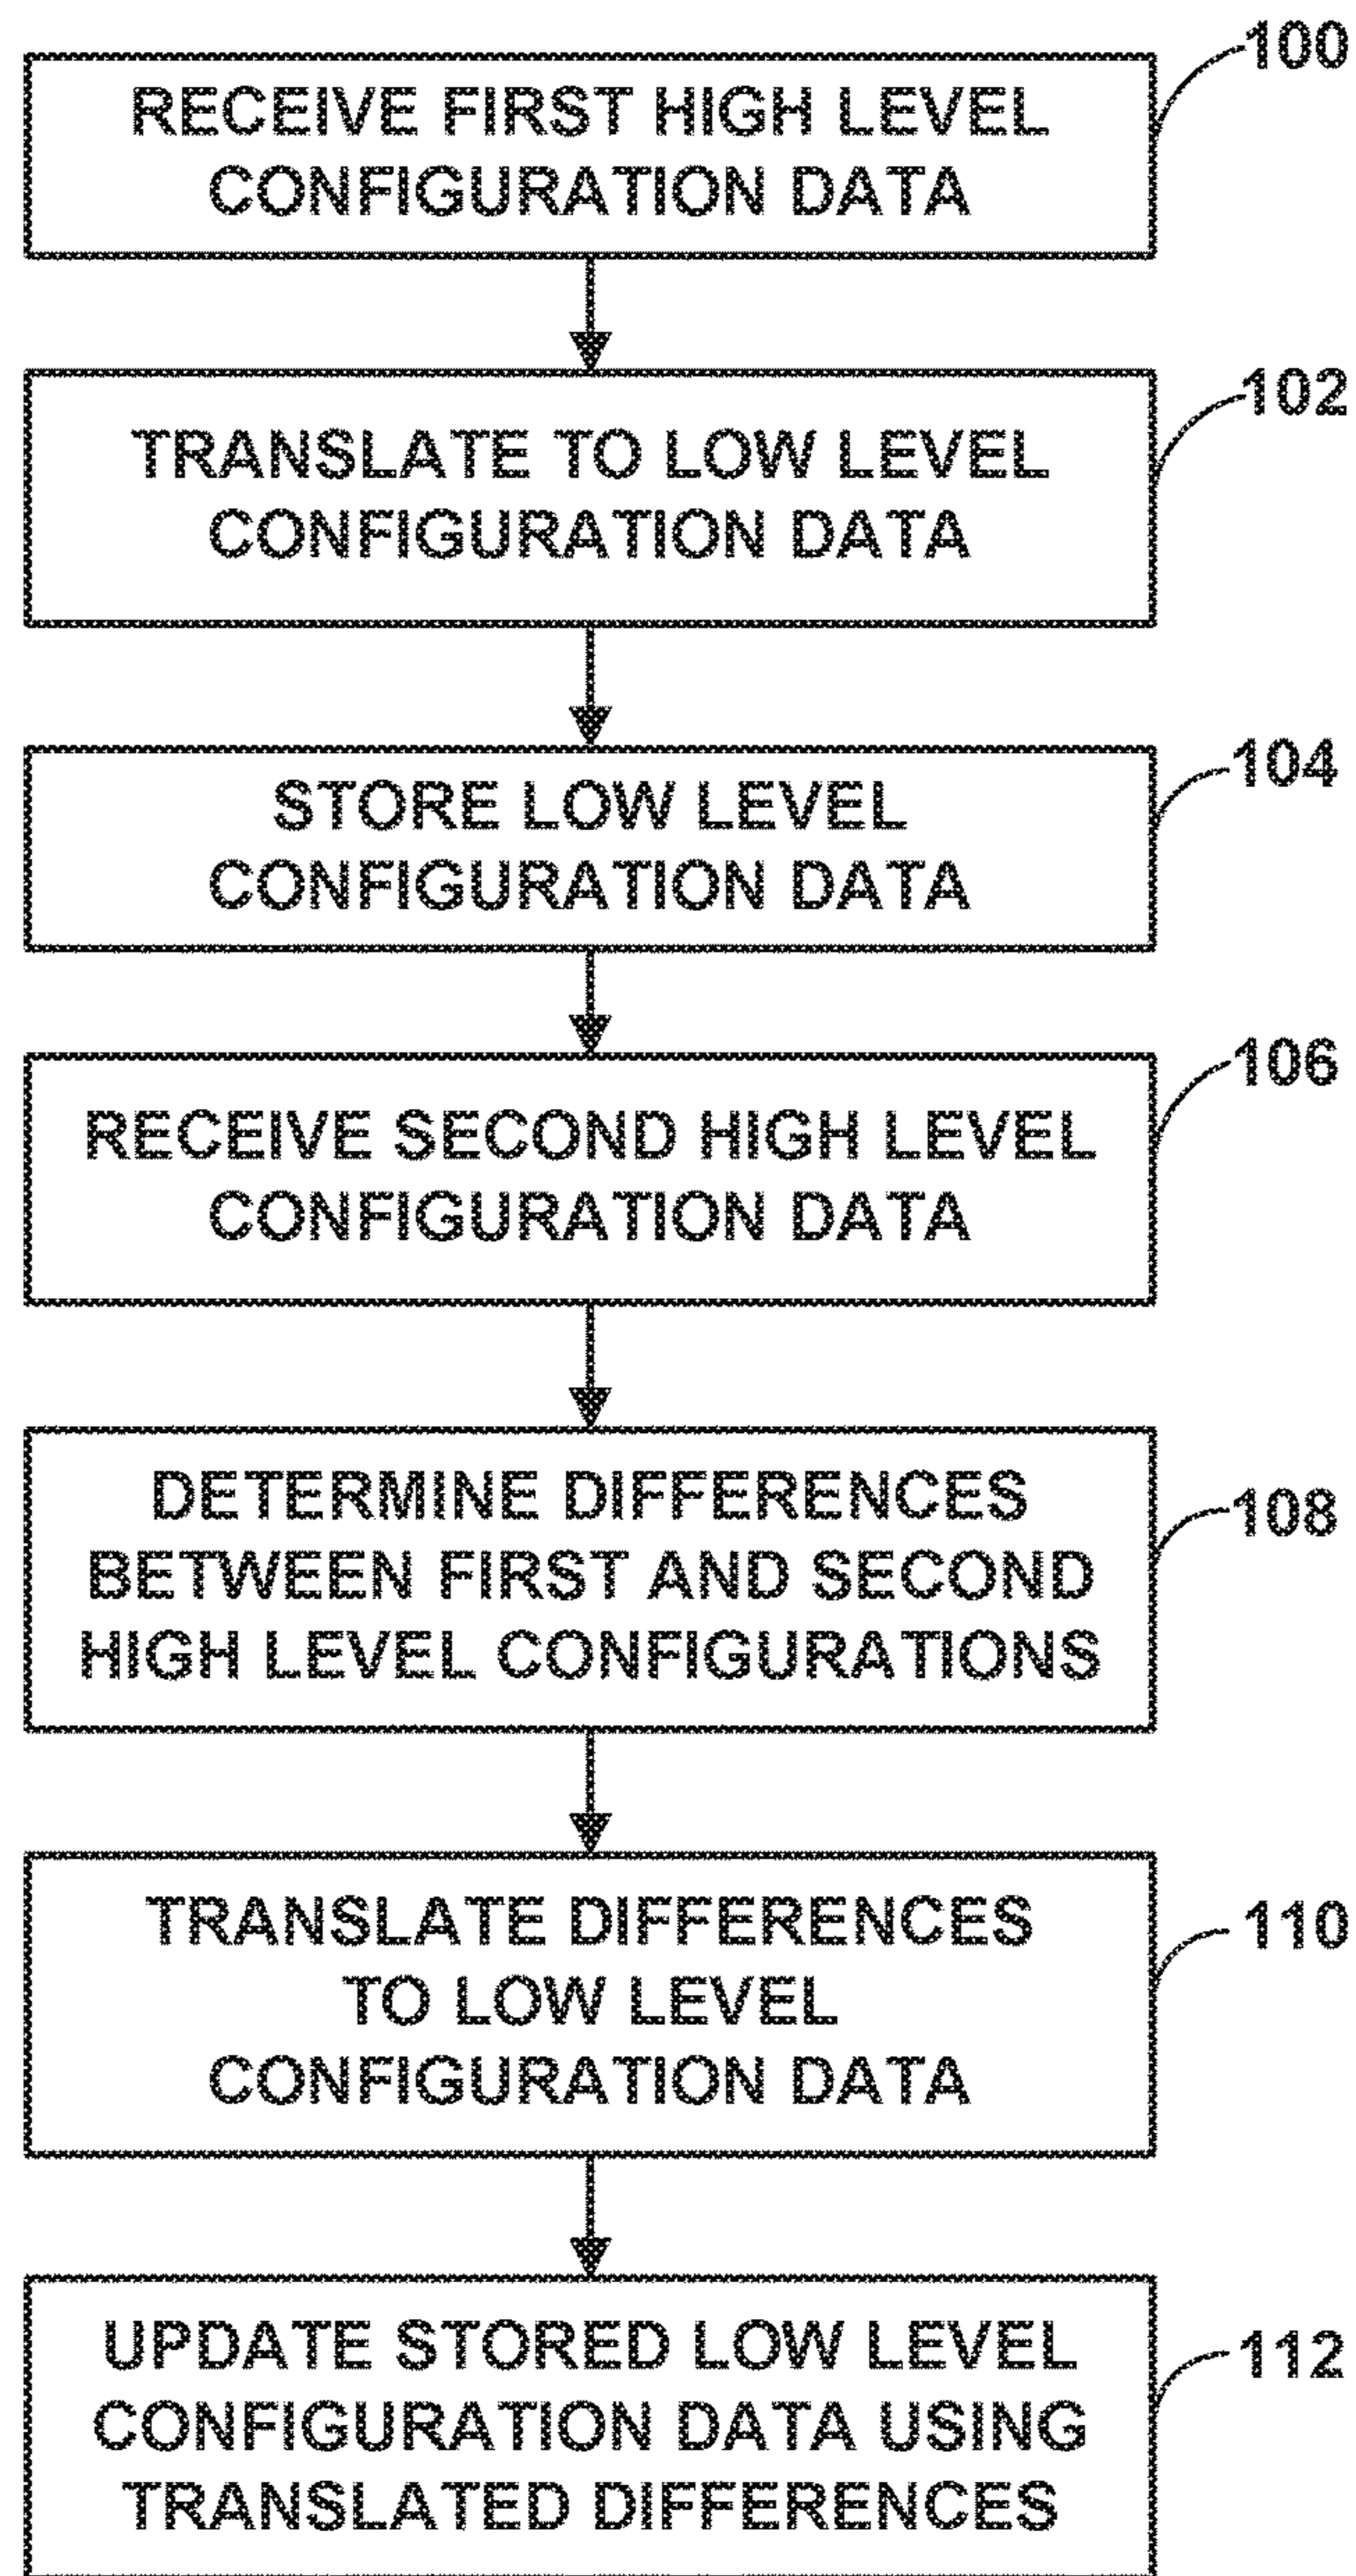 100
RECEIVE FIRST HIGH LEVEL
CONFIGURATION DATA
102
TRANSLATE TO LOW LEVEL
CONFIGURATION DATA
104
STORE LOW LEVEL
CONFIGURATION DATA
106
RECEIVE SECOND HIGH LEVEL
CONFIGURATION DATA
108
DETERMINE DIFFERENCES
BETWEEN FIRST AND SECOND
HIGH LEVEL CONFIGURATIONS
110
TRANSLATE DIFFERENCES
TO LOW LEVEL
CONFIGURATION DATA
112
UPDATE STORED LOW LEVEL
CONFIGURATION DATA USING
TRANSLATED DIFFERENCES